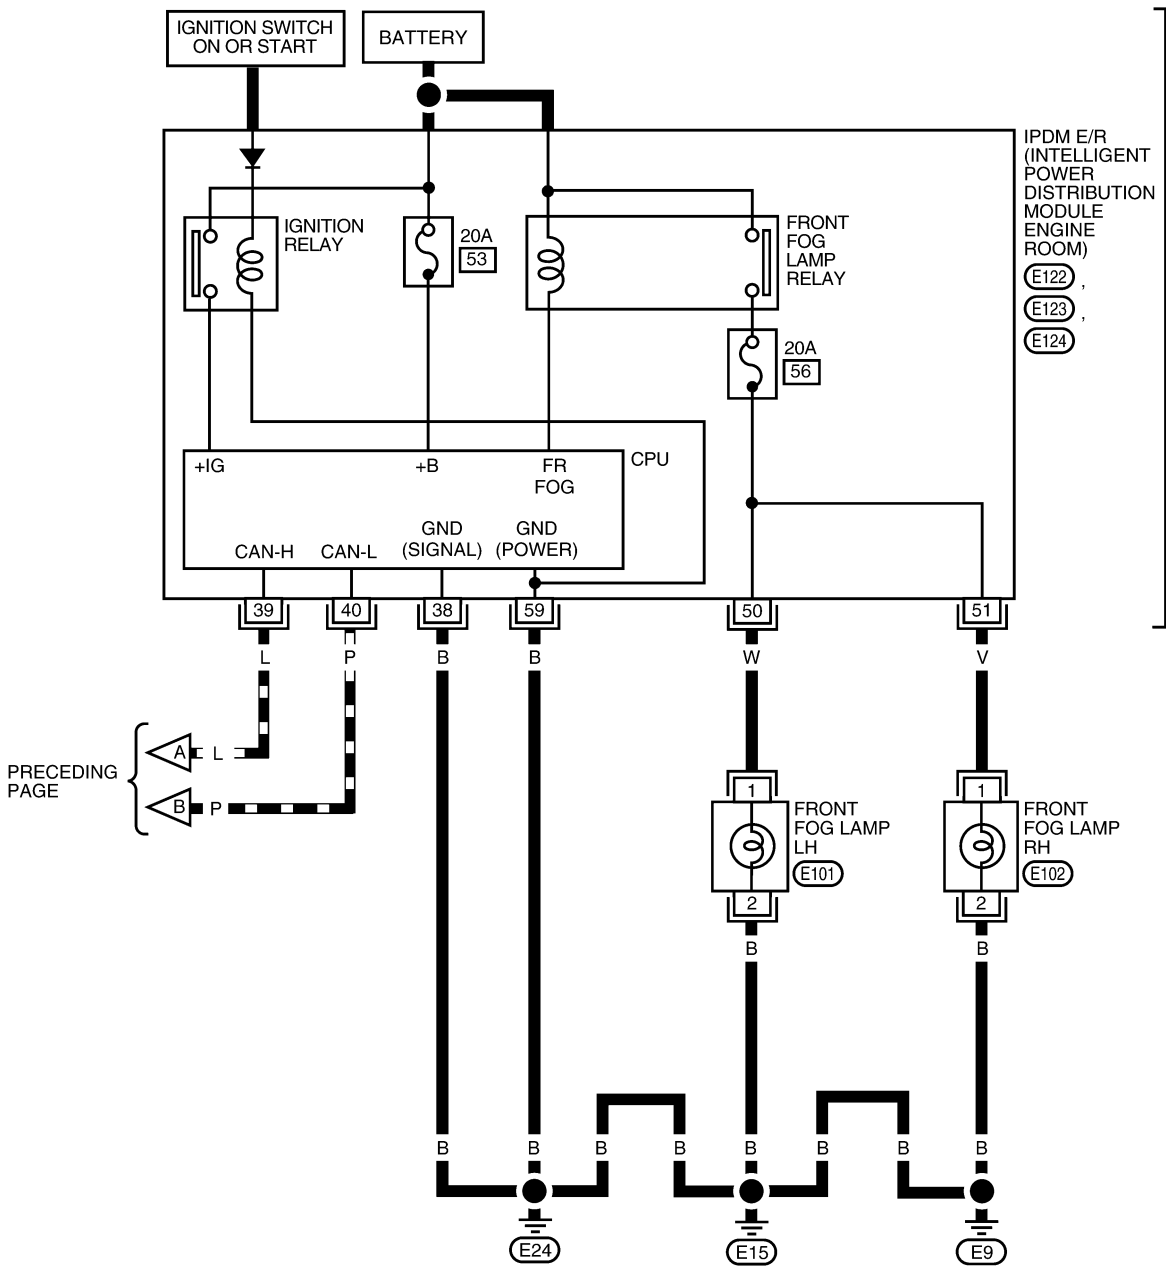 IGNITION SWITCH
ON OR START
BATTERY
IPDM E/R
(INTELLIGENT
POWER
DISTRIBUTION
MODULE
ENGINE
ROOM)
E122 ,
E123 ,
E124
IGNITION
RELAY
20A
53
FRONT
FOG
LAMP
RELAY
20A
56
+IG
+B
FR
FOG
CPU
CAN-H
CAN-L
GND
(SIGNAL)
GND
(POWER)
39
40
38
59
50
51
L
P
B
B
W
V
PRECEDING
PAGE
A
L
B
P
1
FRONT
FOG LAMP
LH
E101
2
1
FRONT
FOG LAMP
RH
E102
2
B
B
B
B
B
B
B
B
B
B
E24
E15
E9